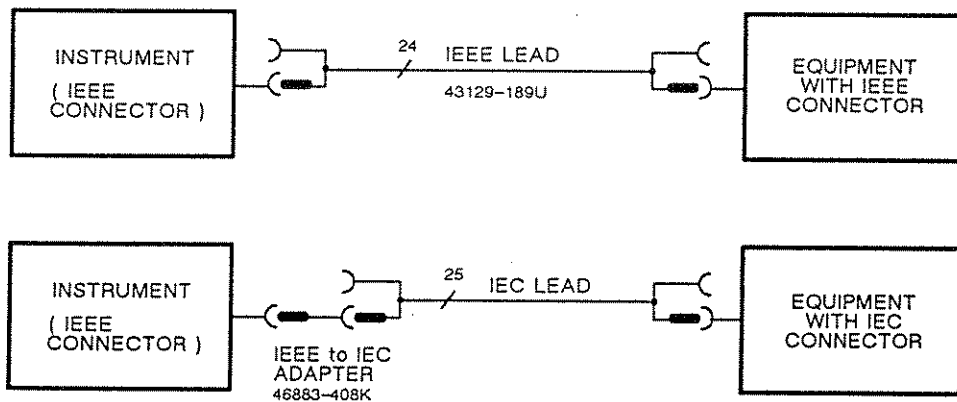 INSTRUMENT
( IEEE
CONNECTOR )
24
IEEE LEAD
43129-189U
EQUIPMENT
WITH IEEE
CONNECTOR
INSTRUMENT
( IEEE
CONNECTOR )
IEEE to IEC
ADAPTER
46883-408K
25
IEC LEAD
EQUIPMENT
WITH IEC
CONNECTOR